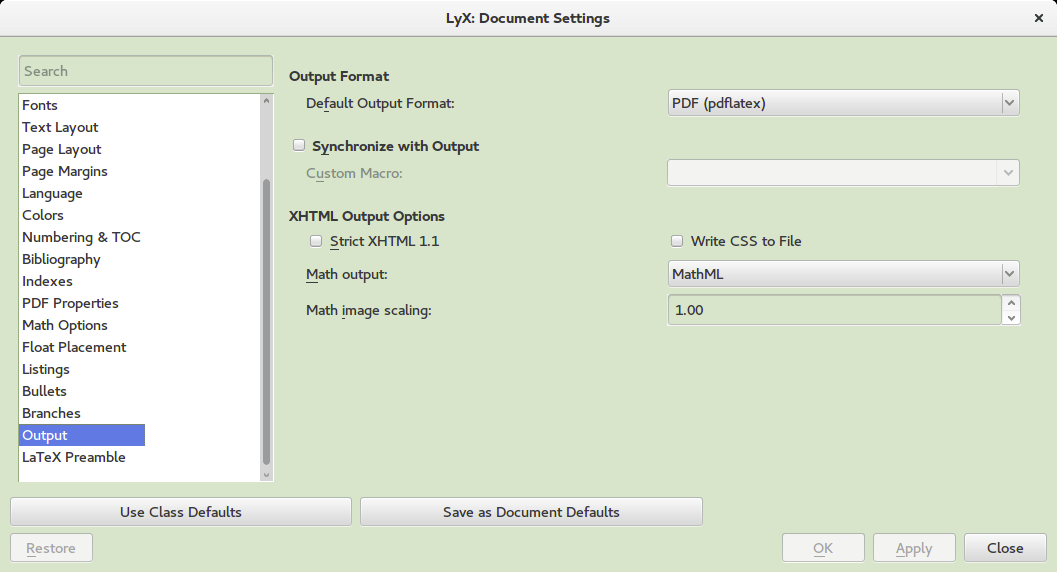 LyX: Document Settings
Search
Fonts
Text Layout
Page Layout
Page Margins
Language
Colors
Numbering & TOC
Bibliography
Indexes
PDF Properties
Math Options
Float Placement
Listings
Bullets
Branches
Output
LaTeX Preamble
Output Format
Default Output Format: PDF (pdflatex)
Synchronize with Output
Custom Macro:
XHTML Output Options
Strict XHTML 1.1 Write CSS to File
Math output: MathML
Math image scaling: 1.00
Use Class Defaults Save as Document Defaults
Restore OK Apply Close